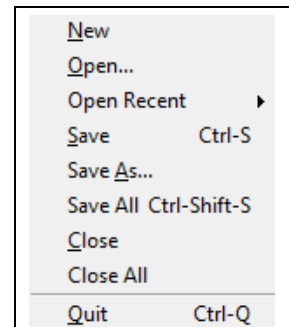 New
Open...
Open Recent
Save Ctrl-S
Save As...
Save All Ctrl-Shift-S
Close
Close All
Quit Ctrl-Q